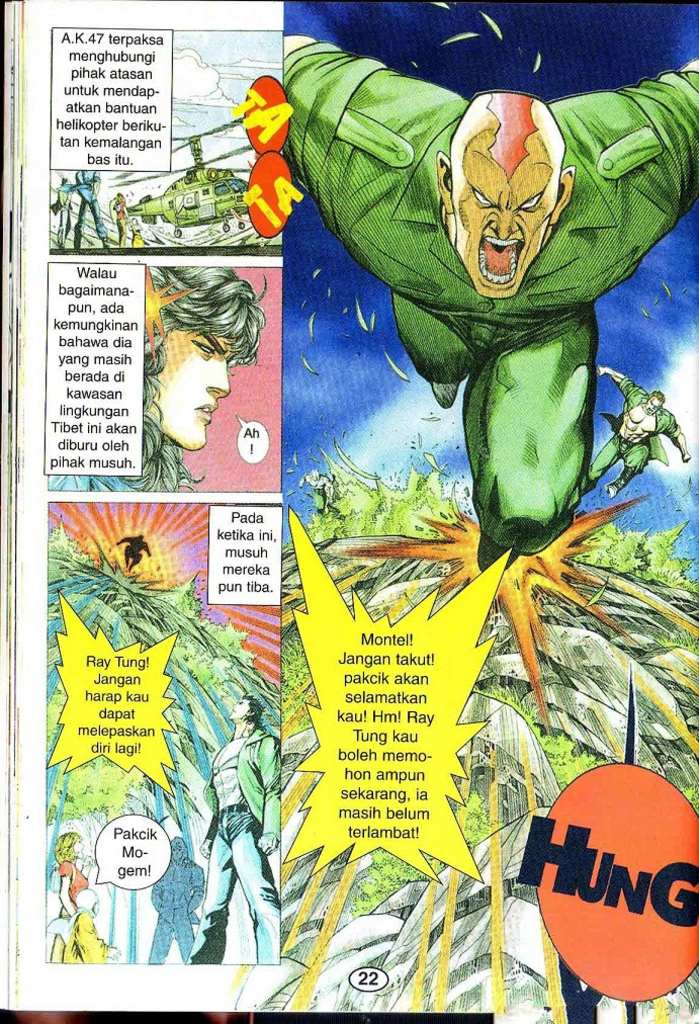 A.K.47 terpaksa
menghubungi
pihak atasan
untuk mendap-
atkan bantuan
helikopter beriku-
tan kemalangan
bas itu.
TA
TA
Walau
bagaimana-
pun, ada
kemungkinan
bahawa dia
yang masih
berada di
kawasan
lingkungan
Tibet ini akan
diburu oleh
pihak musuh.
Ah
!
Pada
ketika ini,
musuh
mereka
pun tiba.
Ray Tung!
Jangan
harap kau
dapat
melepaskan
diri lagi!
Pakcik
Mo-
gem!
Montel!
Jangan takut!
pakcik akan
selamatkan
kau! Hm! Ray
Tung kau
boleh memo-
hon ampun
sekarang, ia
masih belum
terlambat!
HUNG
22